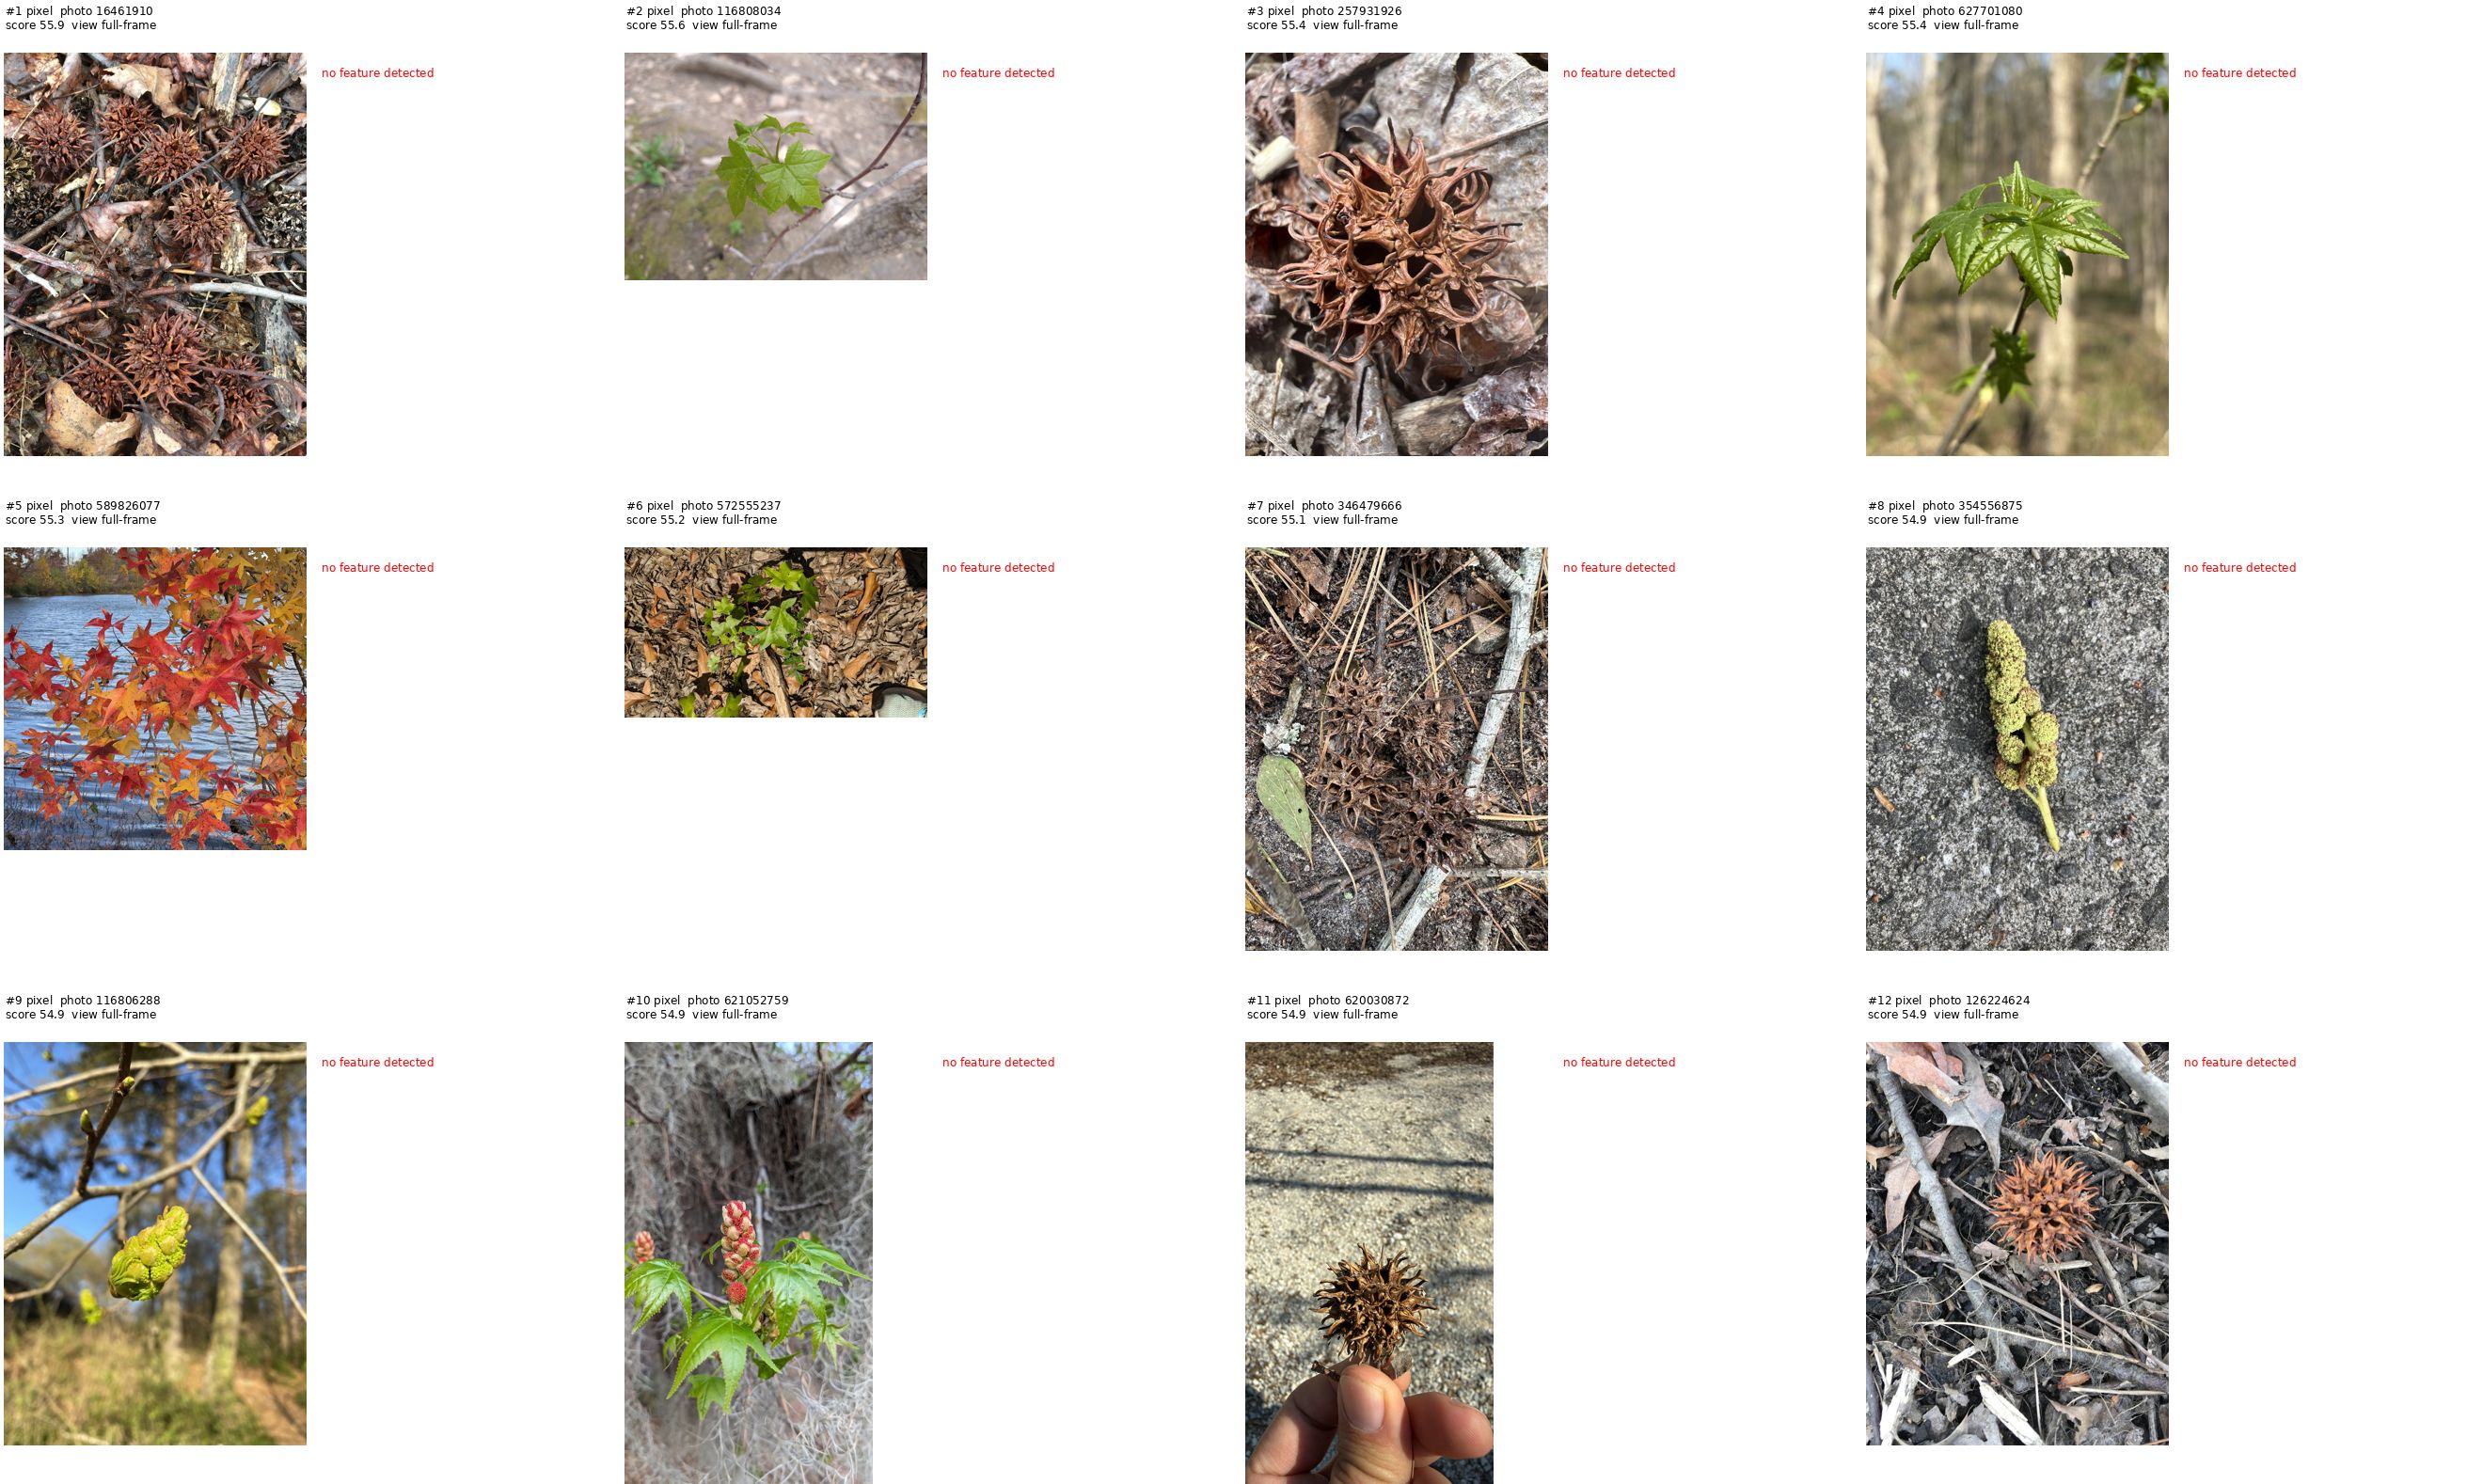 #1 pixel  photo 16461910
score 55.9  view full-frame
no feature detected
#2 pixel  photo 116808034
score 55.6  view full-frame
no feature detected
#3 pixel  photo 257931926
score 55.4  view full-frame
no feature detected
#4 pixel  photo 627701080
score 55.4  view full-frame
no feature detected
#5 pixel  photo 589826077
score 55.3  view full-frame
no feature detected
#6 pixel  photo 572555237
score 55.2  view full-frame
no feature detected
#7 pixel  photo 346479666
score 55.1  view full-frame
no feature detected
#8 pixel  photo 354556875
score 54.9  view full-frame
no feature detected
#9 pixel  photo 116806288
score 54.9  view full-frame
no feature detected
#10 pixel  photo 621052759
score 54.9  view full-frame
no feature detected
#11 pixel  photo 620030872
score 54.9  view full-frame
no feature detected
#12 pixel  photo 126224624
score 54.9  view full-frame
no feature detected